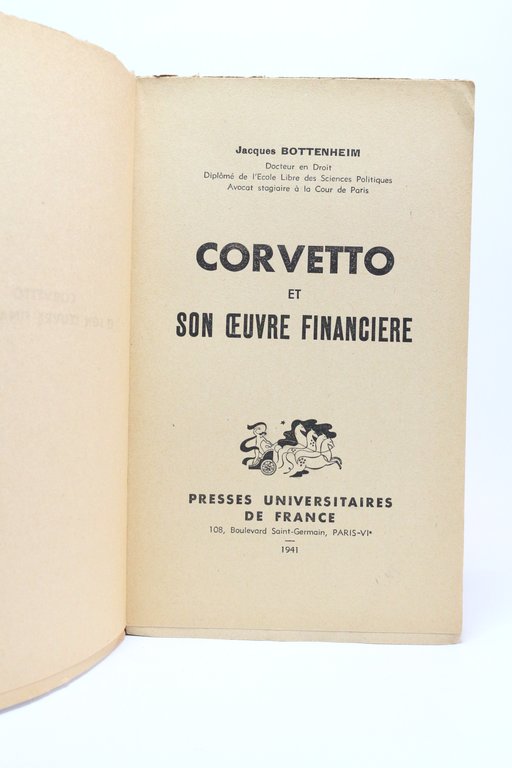 Jacques BOTTENHEIM
Docteur en Droit
Diplômé de l'Ecole Libre des Sciences Politiques
Avocat stagiaire à la Cour de Paris
CORVETTO
ET
SON ŒUVRE FINANCIERE
PRESSES UNIVERSITAIRES
DE FRANCE
108, Boulevard Saint-Germain, PARIS-VIᵉ
1941